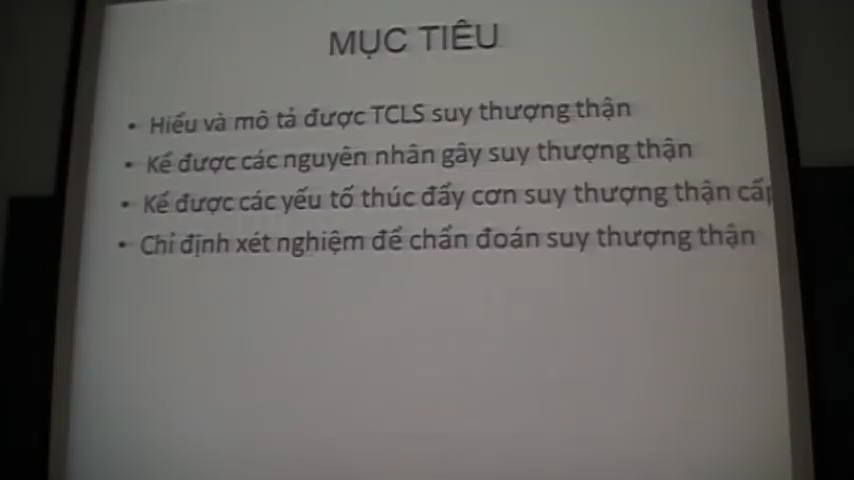 MỤC TIÊU
• Hiểu và mô tả được TCLS suy thượng thận
• Kể được các nguyên nhân gây suy thượng thận
• Kể được các yếu tố thúc đẩy cơn suy thượng thận cấp
• Chỉ định xét nghiệm để chẩn đoán suy thượng thận